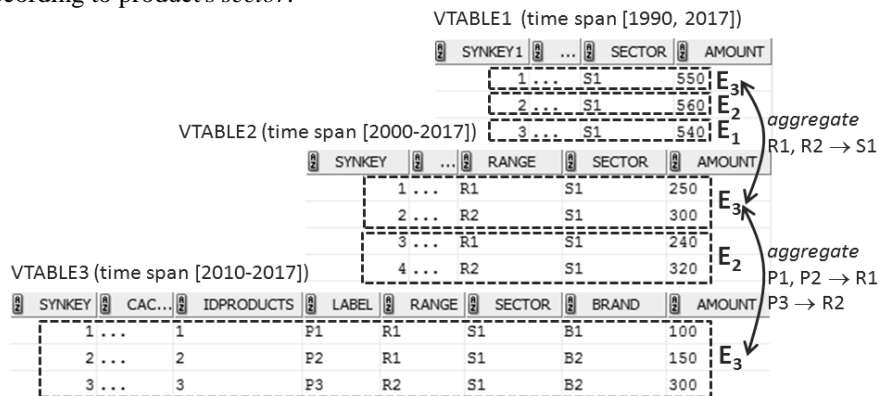 ccording to product's sector.
VTABLE1 (time span [1990, 2017])
SYNKEY1 ... SECTOR AMOUNT
1 ... S1 550 E3
2 ... S1 560 E2
3 ... S1 540 E1
aggregate
R1, R2 → S1
VTABLE2 (time span [2000-2017])
SYNKEY ... RANGE SECTOR AMOUNT
1 ... R1 S1 250
2 ... R2 S1 300
E3
3 ... R1 S1 240
4 ... R2 S1 320
E2
aggregate
P1, P2 → R1
P3 → R2
VTABLE3 (time span [2010-2017])
SYNKEY CAC... IDPRODUCTS LABEL RANGE SECTOR BRAND AMOUNT
1 ... 1 P1 R1 S1 B1 100
2 ... 2 P2 R1 S1 B2 150
3 ... 3 P3 R2 S1 B2 300
E3